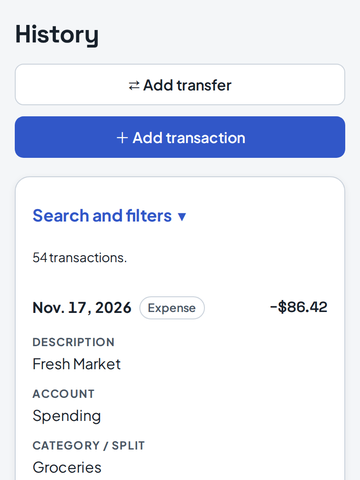 History
⇄ Add transfer
+ Add transaction
Search and filters ▾
54 transactions.
Nov. 17, 2026 Expense -$86.42
DESCRIPTION
Fresh Market
ACCOUNT
Spending
CATEGORY / SPLIT
Groceries